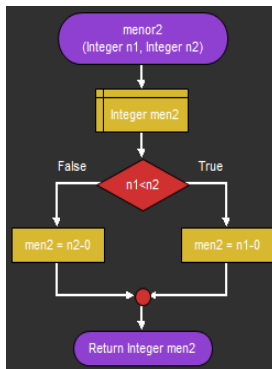 menor2
(Integer n1, Integer n2)
Integer men2
False
True
n1<n2
men2 = n2-0
men2 = n1-0
Return Integer men2